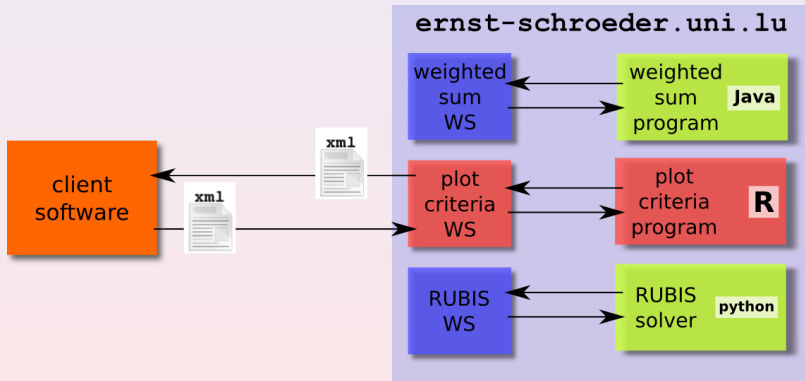 ernst-schroeder.uni.lu
weighted
sum
WS
weighted
sum
program
Java
xml
client
software
xml
plot
criteria
WS
plot
criteria
program
R
RUBIS
WS
RUBIS
solver
python